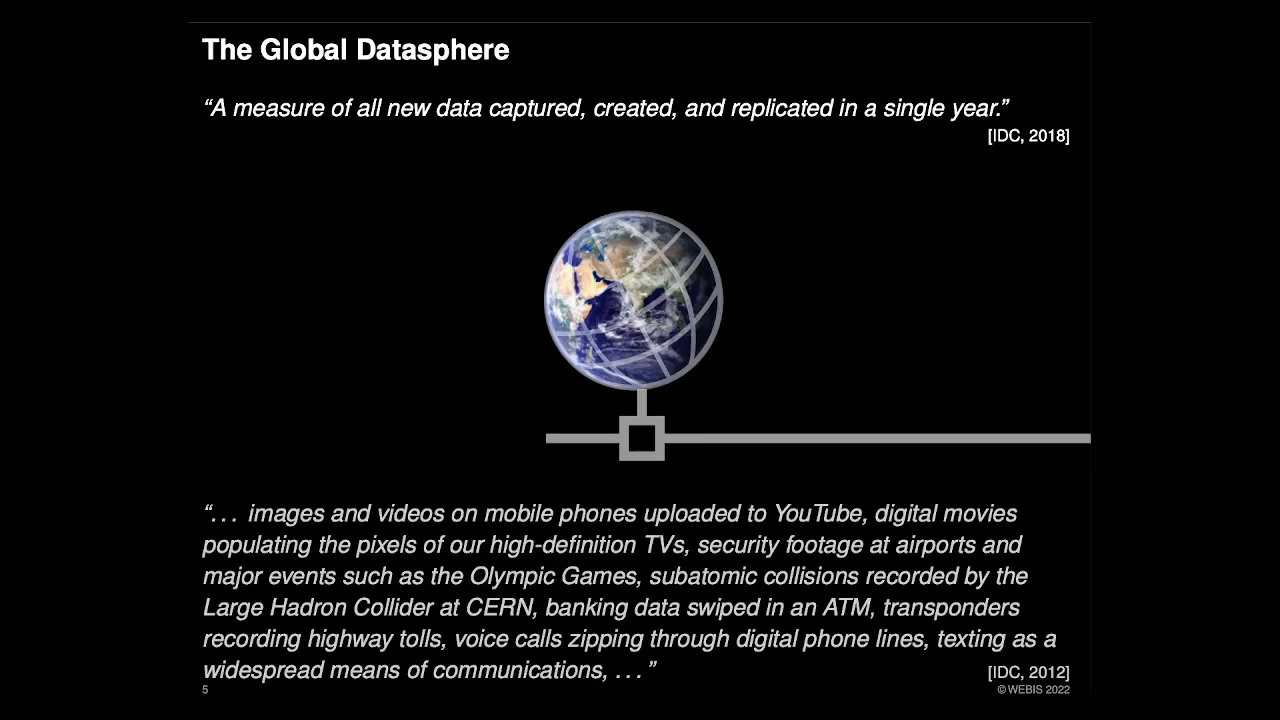 The Global Datasphere
“A measure of all new data captured, created, and replicated in a single year.”
[IDC, 2018]
“. . . images and videos on mobile phones uploaded to YouTube, digital movies
populating the pixels of our high-definition TVs, security footage at airports and
major events such as the Olympic Games, subatomic collisions recorded by the
Large Hadron Collider at CERN, banking data swiped in an ATM, transponders
recording highway tolls, voice calls zipping through digital phone lines, texting as a
widespread means of communications, . . . ”
[IDC, 2012]
5
© WEBIS 2022